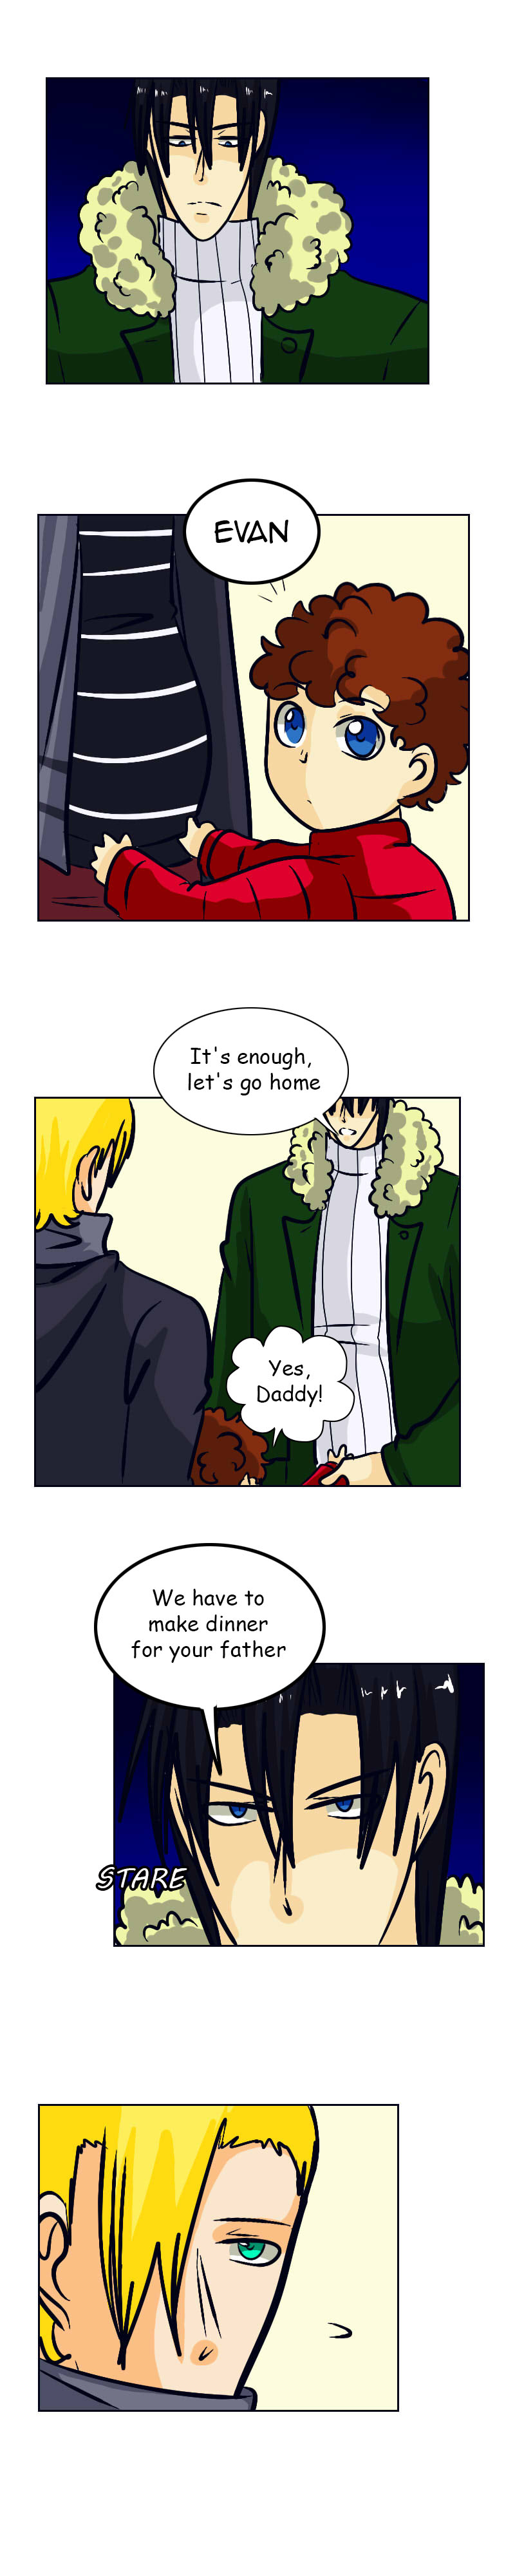 EVAN
It's enough,
let's go home
Yes,
Daddy!
We have to
make dinner
for your father
STARE